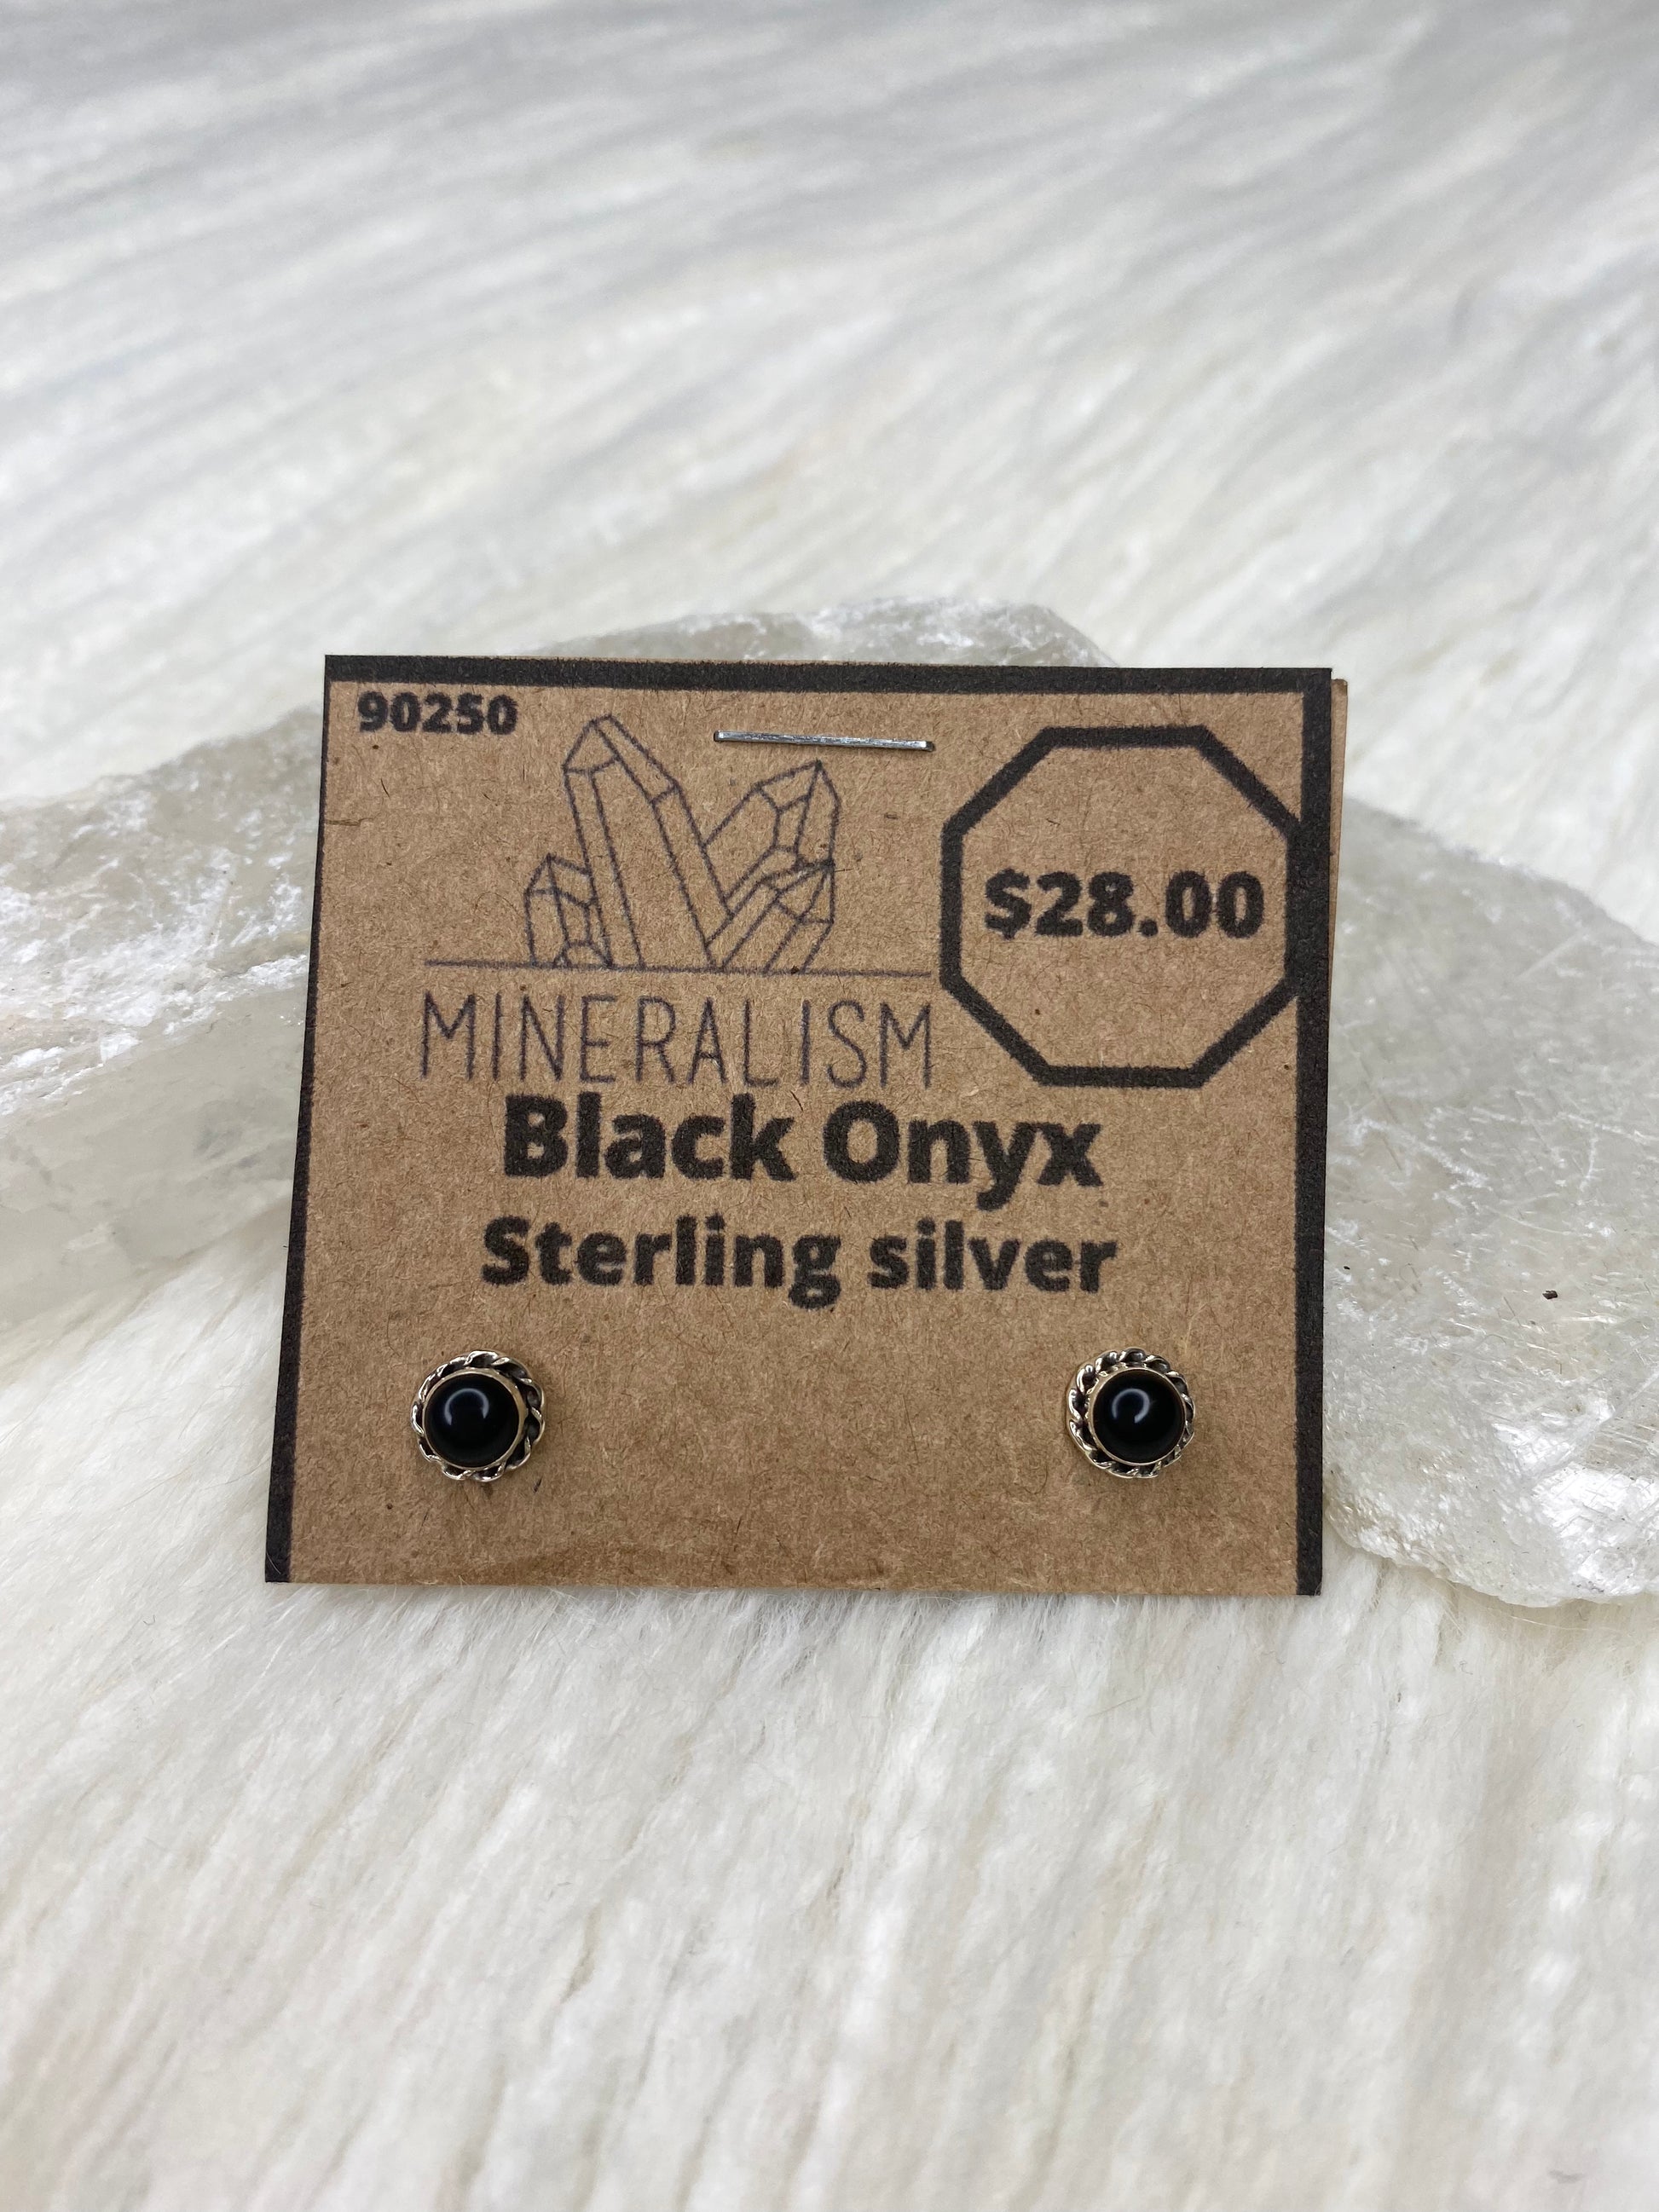 90250
$28.00
MINERALISM
Black Onyx
Sterling silver